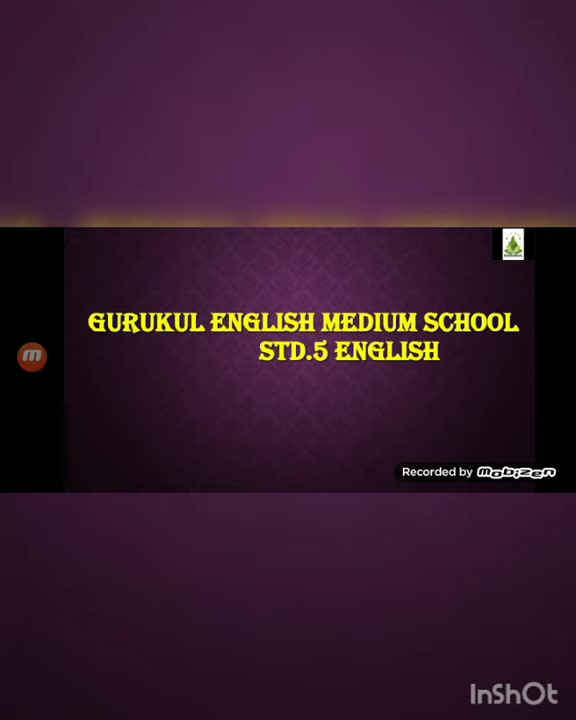 GURUKUL ENGLISH MEDIUM SCHOOL
STD.5 ENGLISH
m
Recorded by mobizen
InShOt